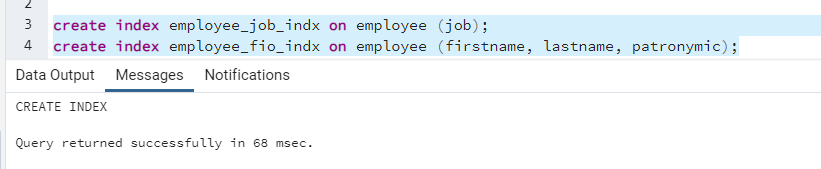 2
3 create index employee_job_indx on employee (job);
4 create index employee_fio_indx on employee (firstname, lastname, patronymic);
Data Output Messages Notifications
CREATE INDEX
Query returned successfully in 68 msec.